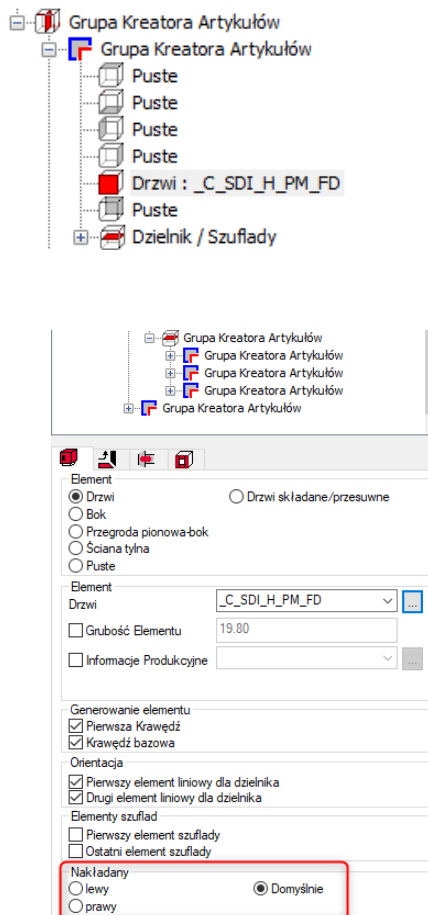 Grupa Kreatora Artykułów
Grupa Kreatora Artykułów
Puste
Puste
Puste
Puste
Drzwi : _C_SDI_H_PM_FD
Puste
Dzielnik / Szuflady
Grupa Kreatora Artykułów
Grupa Kreatora Artykułów
Grupa Kreatora Artykułów
Grupa Kreatora Artykułów
Grupa Kreatora Artykułów
Element
Drzwi Drzwi składane/przesuwne
Bok
Przegroda pionowa-bok
Ściana tylna
Puste
Element
Drzwi _C_SDI_H_PM_FD ...
Grubość Elementu 19.80
Informacje Produkcyjne ...
Generowanie elementu
Pierwsza Krawędź
Krawędź bazowa
Orientacja
Pierwszy element liniowy dla dzielnika
Drugi element liniowy dla dzielnika
Elementy szuflad
Pierwszy element szuflady
Ostatni element szuflady
Nakładany
lewy Domyślnie
prawy